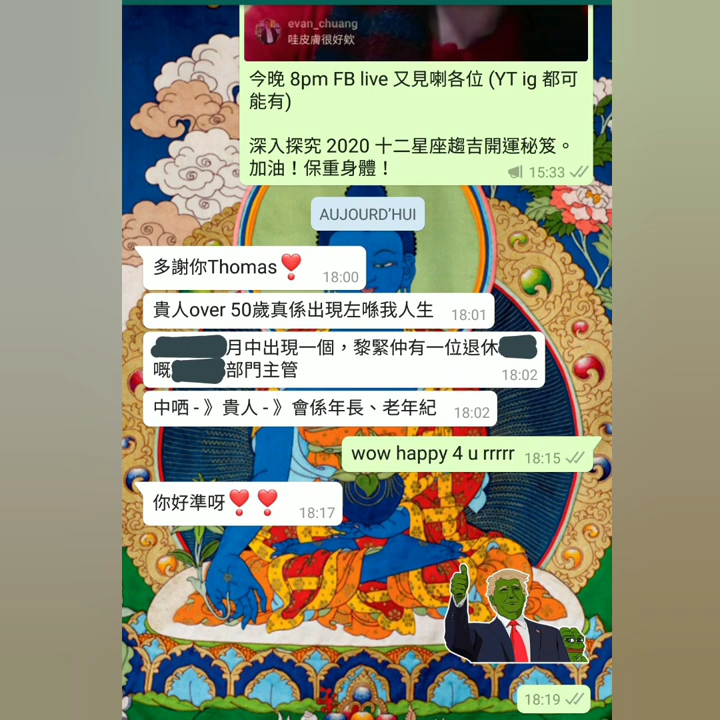 evan_chuang
哇皮膚很好欸
今晚 8pm FB live 又見喇各位 (YT ig 都可
能有)
深入探究 2020 十二星座趨吉開運秘笈。
加油！保重身體！
15:33
AUJOURD'HUI
多謝你Thomas❣️
18:00
貴人over 50歲真係出現左喺我人生
18:01
月中出現一個，黎緊仲有一位退休
嘅 部門主管
18:02
中哂 - 》貴人 - 》會係年長、老年紀
18:02
wow happy 4 u rrrrr
18:15
你好準呀❣️❣️
18:17
18:19